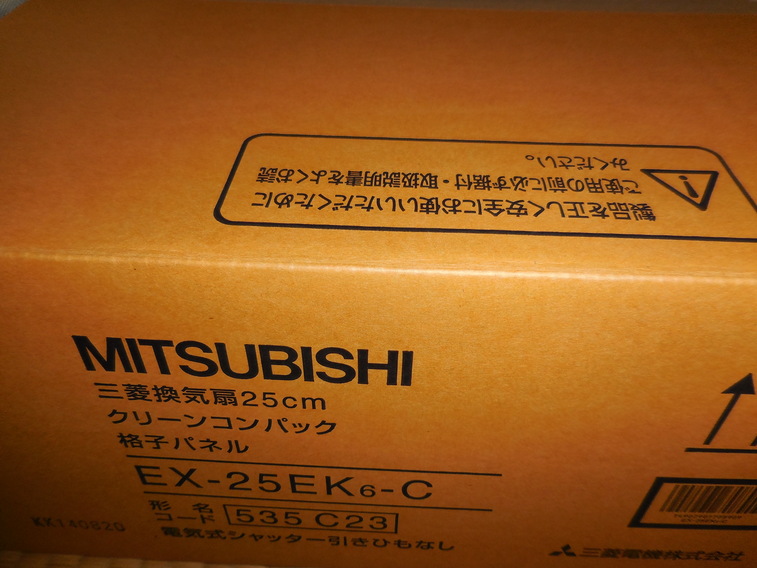 製品を正しく安全にお使いいただくために
ご使用の前に必ず据付・取扱説明書をよくお読
みください。
MITSUBISHI
三菱換気扇25cm
クリーンコンパック
格子パネル
EX-25EK6-C
形名
コード 535 C23
電気式シャッター引きひもなし
KK140820
三菱電機株式会社